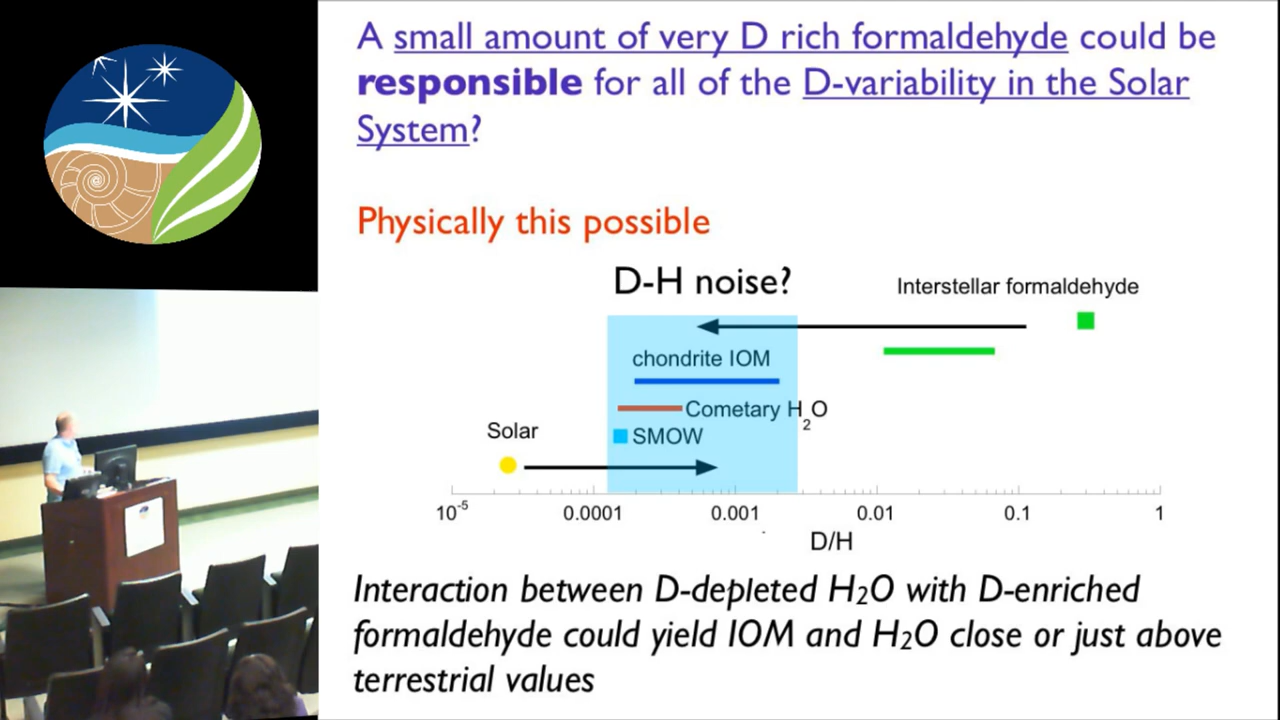 A small amount of very D rich formaldehyde could be
responsible for all of the D-variability in the Solar
System?
Physically this possible
D-H noise?
Interstellar formaldehyde
chondrite IOM
Cometary H2O
Solar
SMOW
10-5 0.0001 0.001 0.01 0.1 1
D/H
Interaction between D-depleted H2O with D-enriched
formaldehyde could yield IOM and H2O close or just above
terrestrial values